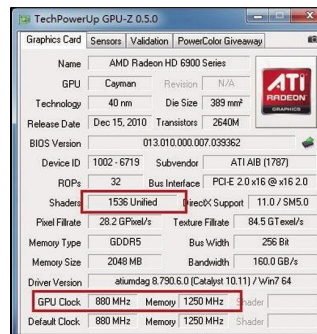 TechPowerUp GPU-Z 0.5.0
Graphics Card Sensors Validation PowerColor Giveaway
Name AMD Radeon HD 6900 Series
GPU Cayman Revision N/A
ATI RADEON GRAPHICS
Technology 40 nm Die Size 389 mm²
Release Date Dec 15, 2010 Transistors 2640M
BIOS Version 013.010.000.007.039362
Device ID 1002 - 6719 Subvendor ATI AIB (1787)
ROPs 32 Bus Interface PCI-E 2.0 x16 @ x16 2.0
Shaders 1536 Unified DirectX Support 11.0 / SM5.0
Pixel Fillrate 28.2 GPixel/s Texture Fillrate 84.5 GTexel/s
Memory Type GDDR5 Bus Width 256 Bit
Memory Size 2048 MB Bandwidth 160.0 GB/s
Driver Version atiumdag 8.790.6.0 (Catalyst 10.11) / Win7 64
GPU Clock 880 MHz Memory 1250 MHz Shader
Default Clock 880 MHz Memory 1250 MHz Shader